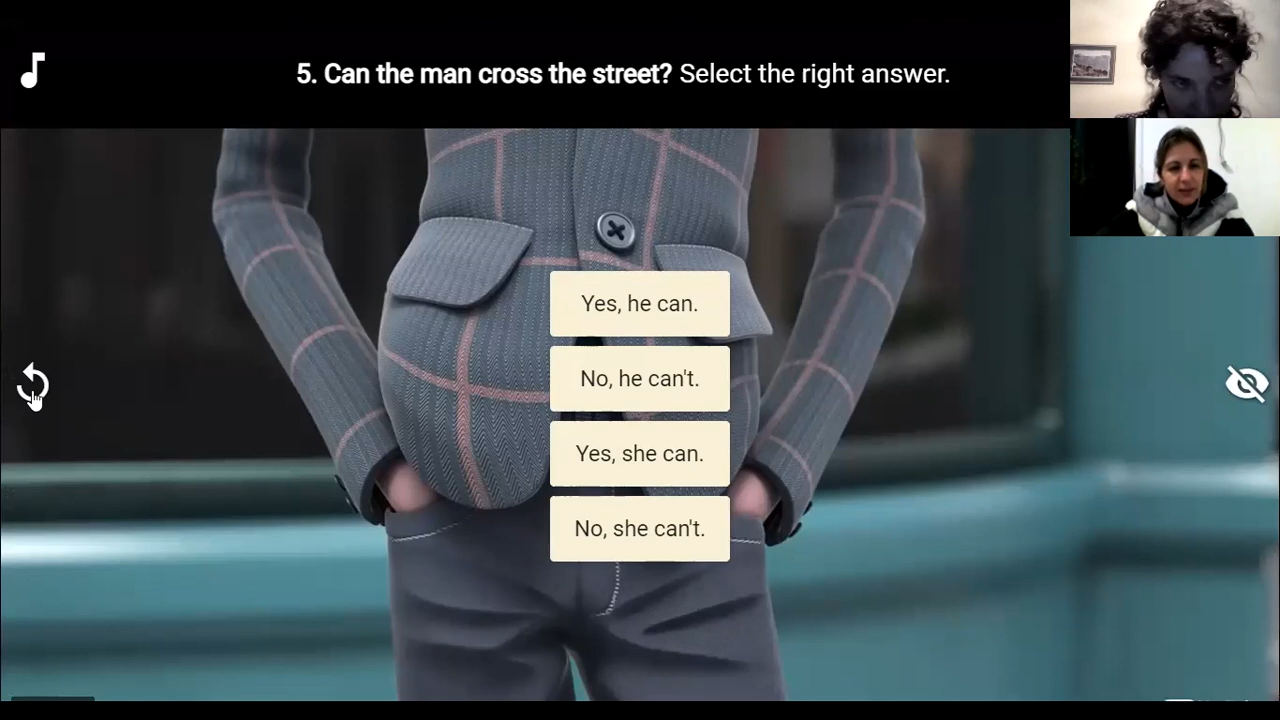 5. Can the man cross the street? Select the right answer.
Yes, he can.
No, he can't.
Yes, she can.
No, she can't.